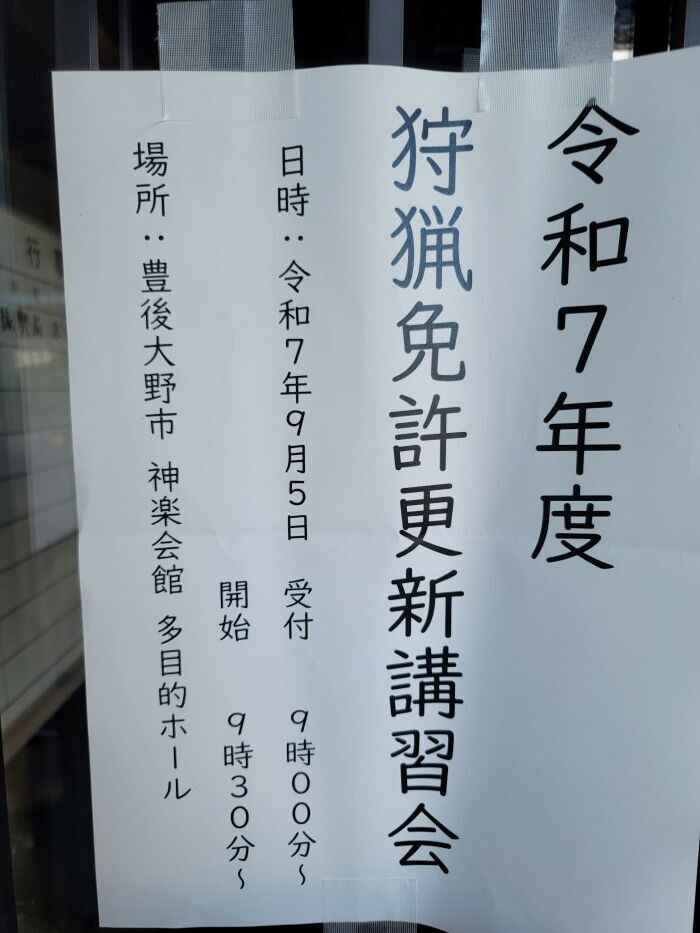 令和7年度
狩猟免許更新講習会
日時：令和7年9月5日 受付 9時00分～
開始 9時30分～
場所：豊後大野市 神楽会館 多目的ホール